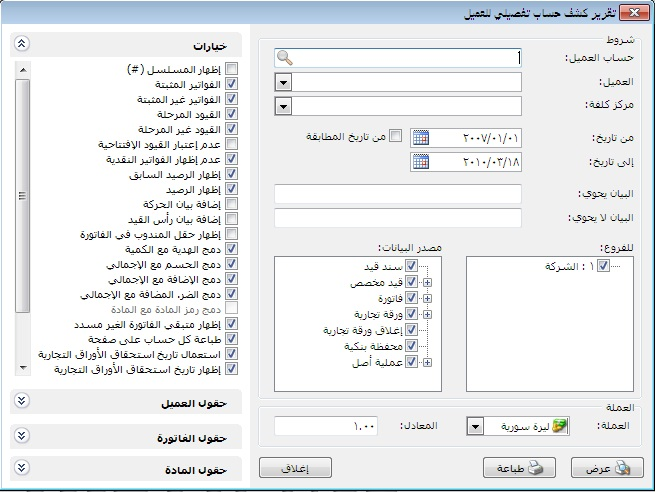 تقرير كشف حساب تفصيلي للعميل
شروط
حساب العميل:
العميل:
مركز كلفة:
من تاريخ:
٢٠٠٧/٠١/٠١
من تاريخ المطابقة
إلى تاريخ:
٢٠١٠/٠٣/١٨
البيان يحوي:
البيان لا يحوي:
للفروع:
١ : الشركة
مصدر البيانات:
سند قيد
قيد مخصص
فاتورة
ورقة تجارية
إغلاف ورقة تجارية
محفظة بنكية
عملية أصل
العملة
العملة:
ليرة سورية
المعادل:
١.٠٠
عرض
طباعة
إغلاق
خيارات
إظهار المسلسل (#)
الفواتير المثبتة
الفواتير غير المثبتة
القيود المرحلة
القيود غير المرحلة
عدم إعتبار القيود الإفتتاحية
عدم إظهار الفواتير النقدية
إظهار الرصيد السابق
إظهار الرصيد
إضافة بيان الحركة
إضافة بيان رأس القيد
إظهار حقل المندوب في الفاتورة
دمج الهدية مع الكمية
دمج الحسم مع الإجمالي
دمج الإضافة مع الإجمالي
دمج الضر. المضافة مع الإجمالي
دمج رمز المادة مع المادة
إظهار متبقي الفاتورة الغير مسدد
طباعة كل حساب على صفحة
استعمال تاريخ استحقاق الأوراق التجارية
إظهار تاريخ استحقاق الأوراق التجارية
حقول العميل
حقول الفاتورة
حقول المادة